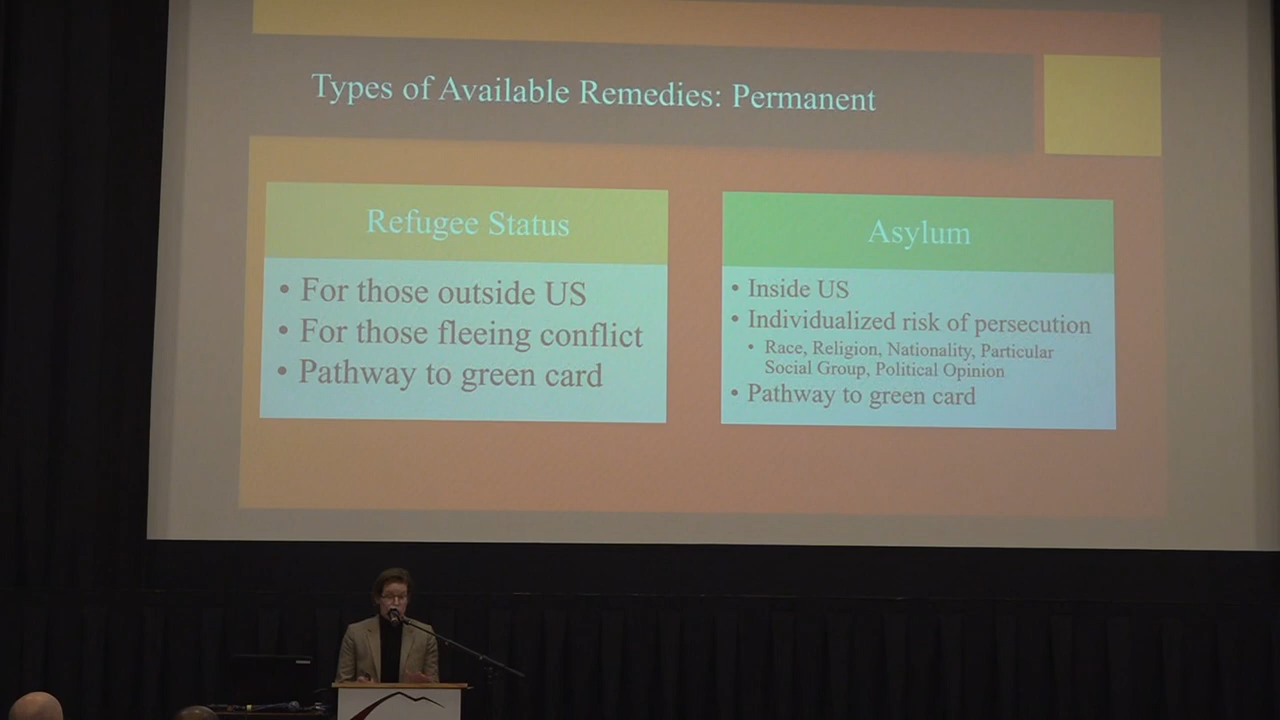 Types of Available Remedies: Permanent
Refugee Status
• For those outside US
• For those fleeing conflict
• Pathway to green card
Asylum
• Inside US
• Individualized risk of persecution
• Race, Religion, Nationality, Particular
Social Group, Political Opinion
• Pathway to green card